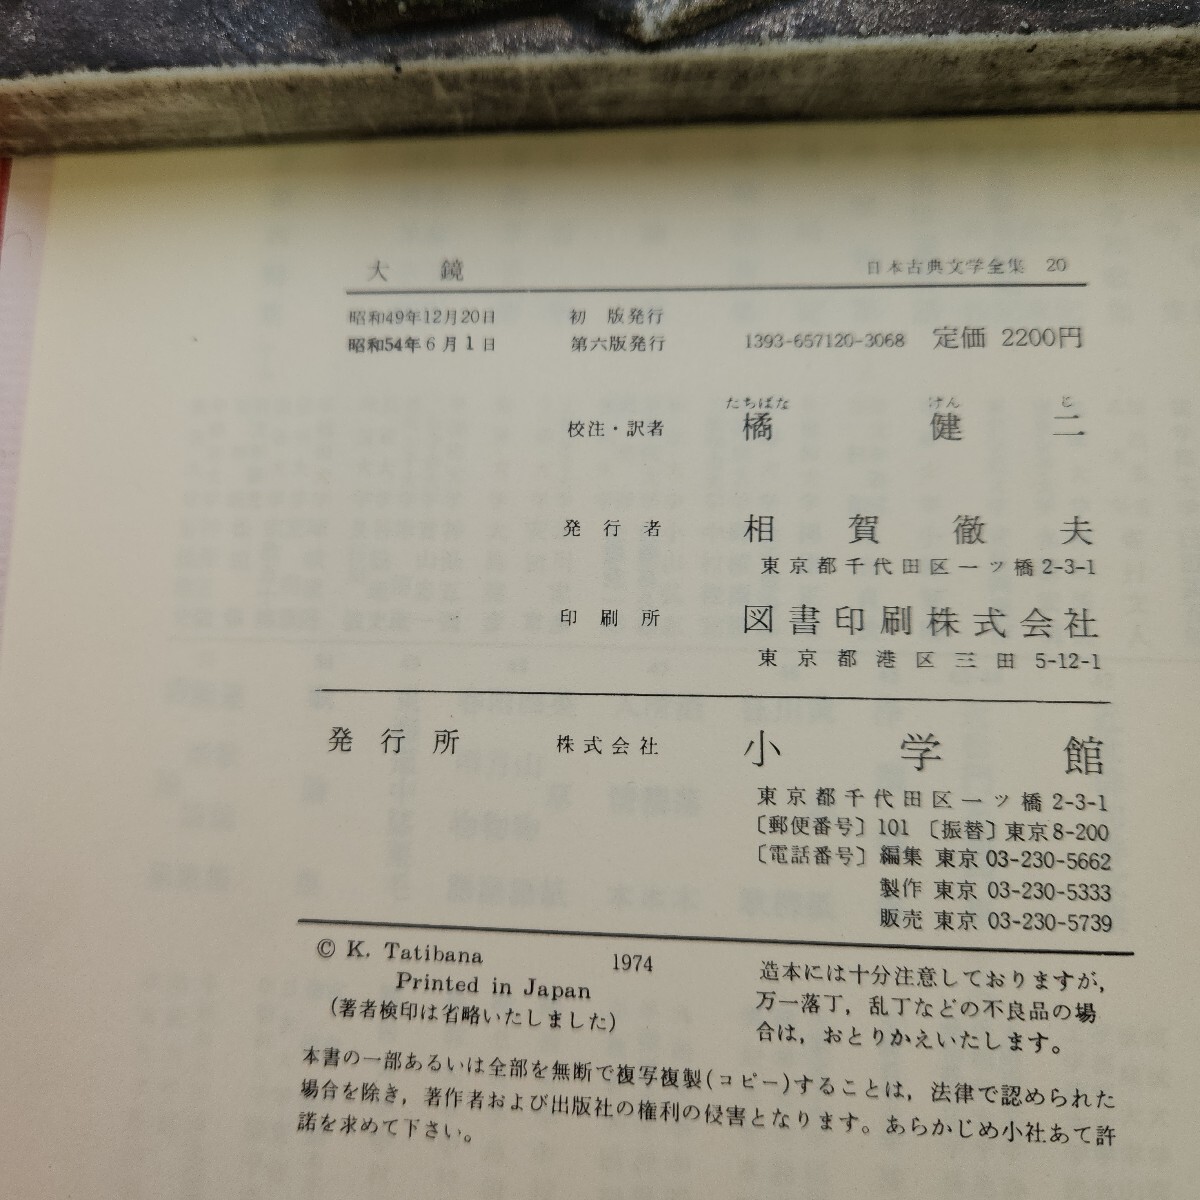 大鏡 日本古典文学全集 20
昭和49年12月20日 初版発行
昭和54年6月1日 第六版発行 1393-657120-3068 定価 2200円
たちばな けん じ
校注・訳者 橘 健 二
発行者 相賀徹夫
東京都千代田区一ッ橋2-3-1
印刷所 図書印刷株式会社
東京都港区三田 5-12-1
発行所 株式会社 小学館
東京都千代田区一ッ橋2-3-1
〔郵便番号〕101〔振替〕東京8-200
〔電話番号〕編集 東京 03-230-5662
製作 東京 03-230-5333
販売 東京 03-230-5739
© K. Tatibana 1974
Printed in Japan
(著者検印は省略いたしました)
造本には十分注意しておりますが，
万一落丁，乱丁などの不良品の場
合は，おとりかえいたします。
本書の一部あるいは全部を無断で複写複製(コピー)することは，法律で認められた
場合を除き，著作者および出版社の権利の侵害となります。あらかじめ小社あて許
諾を求めて下さい。